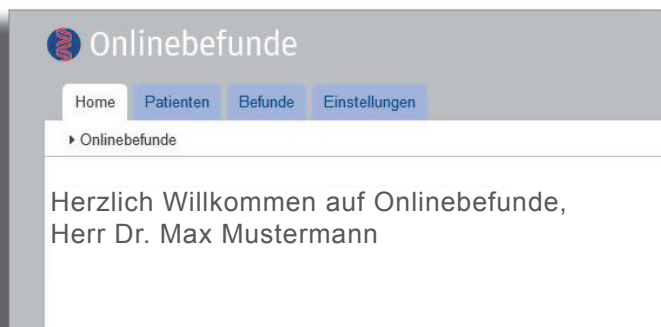 Onlinebefunde
Home Patienten Befunde Einstellungen
Onlinebefunde
Herzlich Willkommen auf Onlinebefunde,
Herr Dr. Max Mustermann